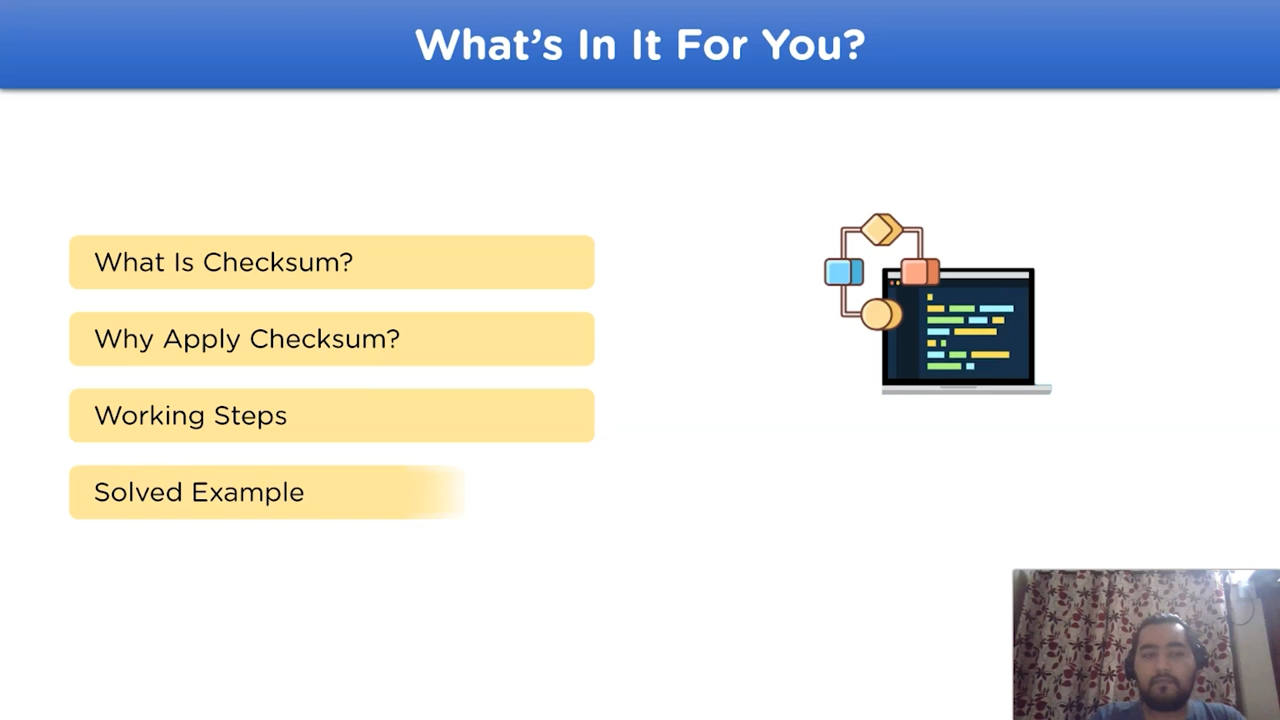 What's In It For You?
What Is Checksum?
Why Apply Checksum?
Working Steps
Solved Example